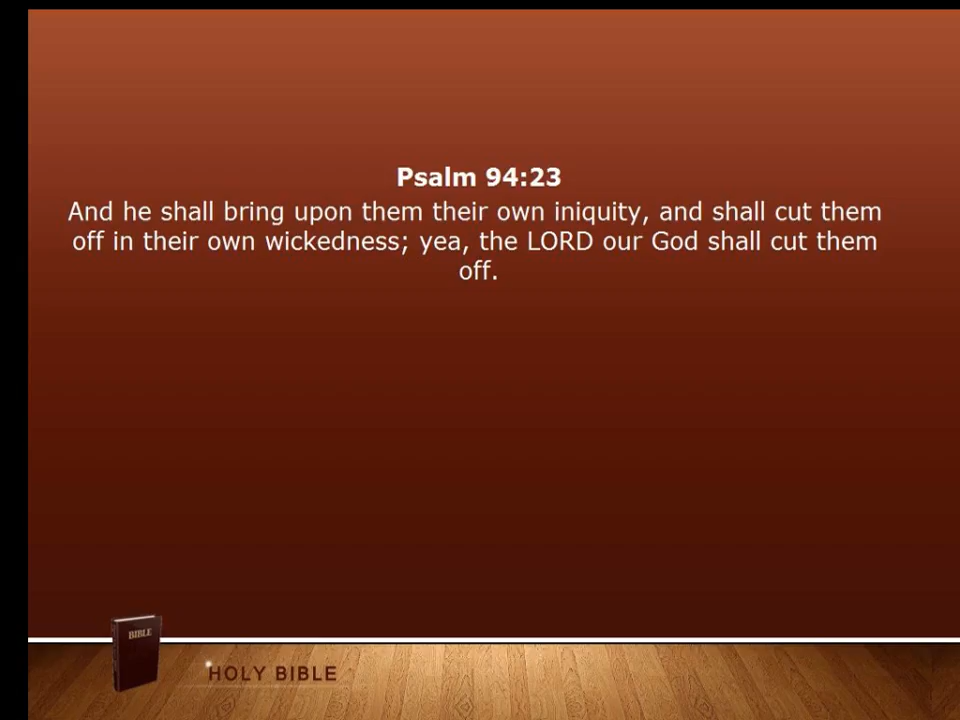 Psalm 94:23
And he shall bring upon them their own iniquity, and shall cut them
off in their own wickedness; yea, the LORD our God shall cut them
off.
BIBLE
HOLY BIBLE